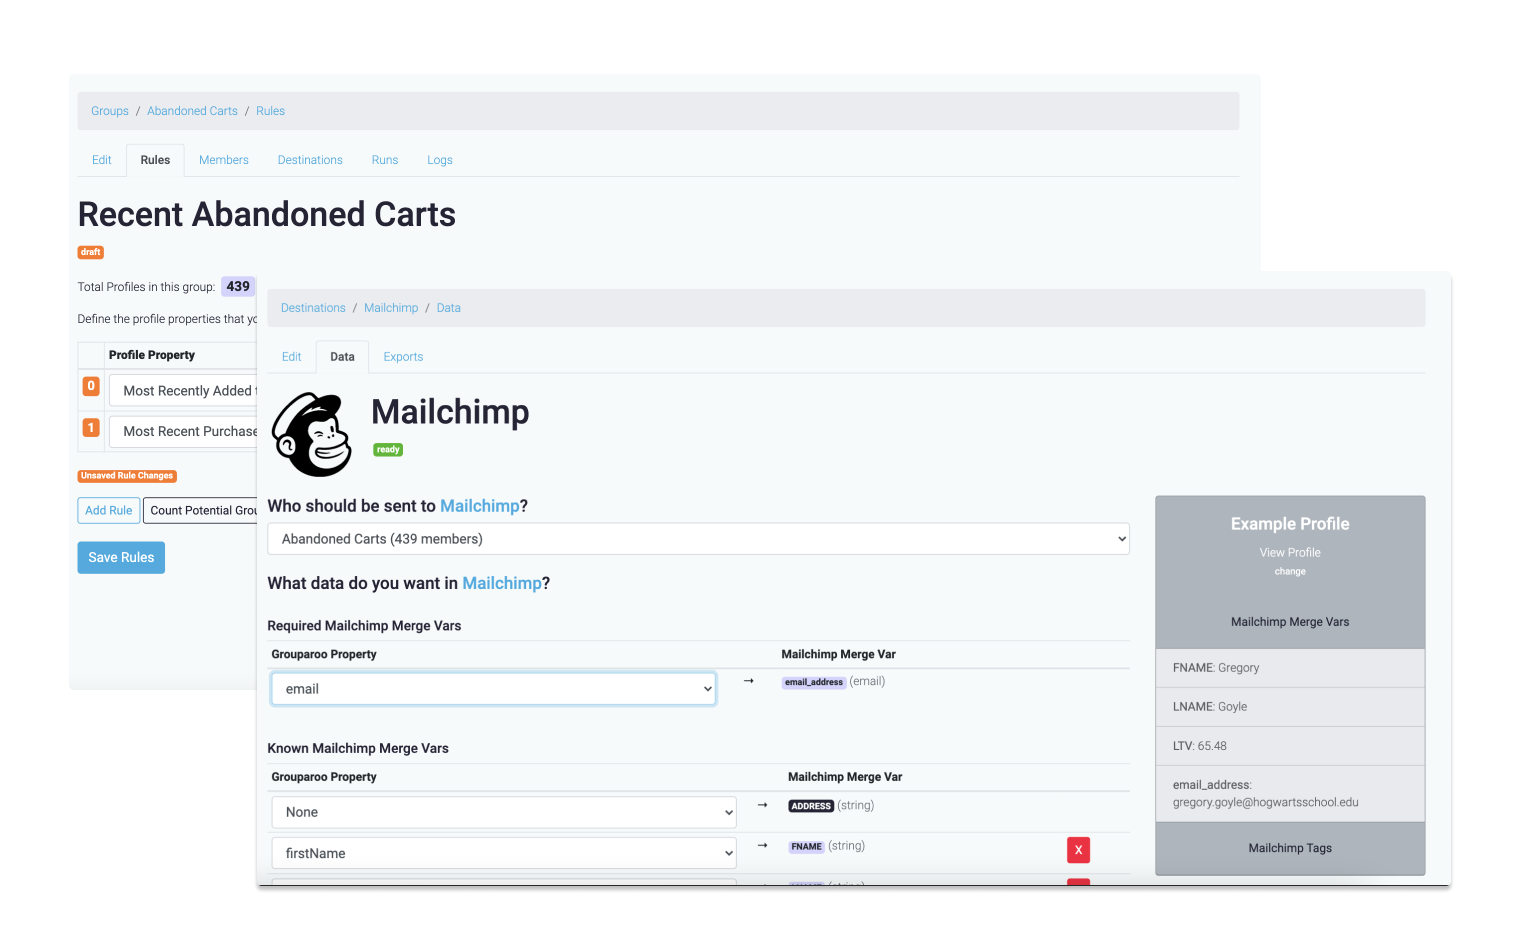 Groups / Abandoned Carts / Rules
Edit Rules Members Destinations Runs Logs
Recent Abandoned Carts
draft
Total Profiles in this group: 439
Define the profile properties that
Profile Property
0 Most Recently Added
1 Most Recent Purchase
Unsaved Rule Changes
Add Rule Count Potential
Save Rules
Destinations / Mailchimp / Data
Edit Data Exports
Mailchimp
ready
Who should be sent to Mailchimp?
Abandoned Carts (439 members)
What data do you want in Mailchimp?
Required Mailchimp Merge Vars
Grouparoo Property Mailchimp Merge Var
email → email_address (email)
Known Mailchimp Merge Vars
Grouparoo Property Mailchimp Merge Var
None → ADDRESS (string)
firstName → FNAME (string) X
Example Profile
View Profile
change
Mailchimp Merge Vars
FNAME: Gregory
LNAME: Goyle
LTV: 65.48
email_address:
gregory.goyle@hogwartsschool.edu
Mailchimp Tags